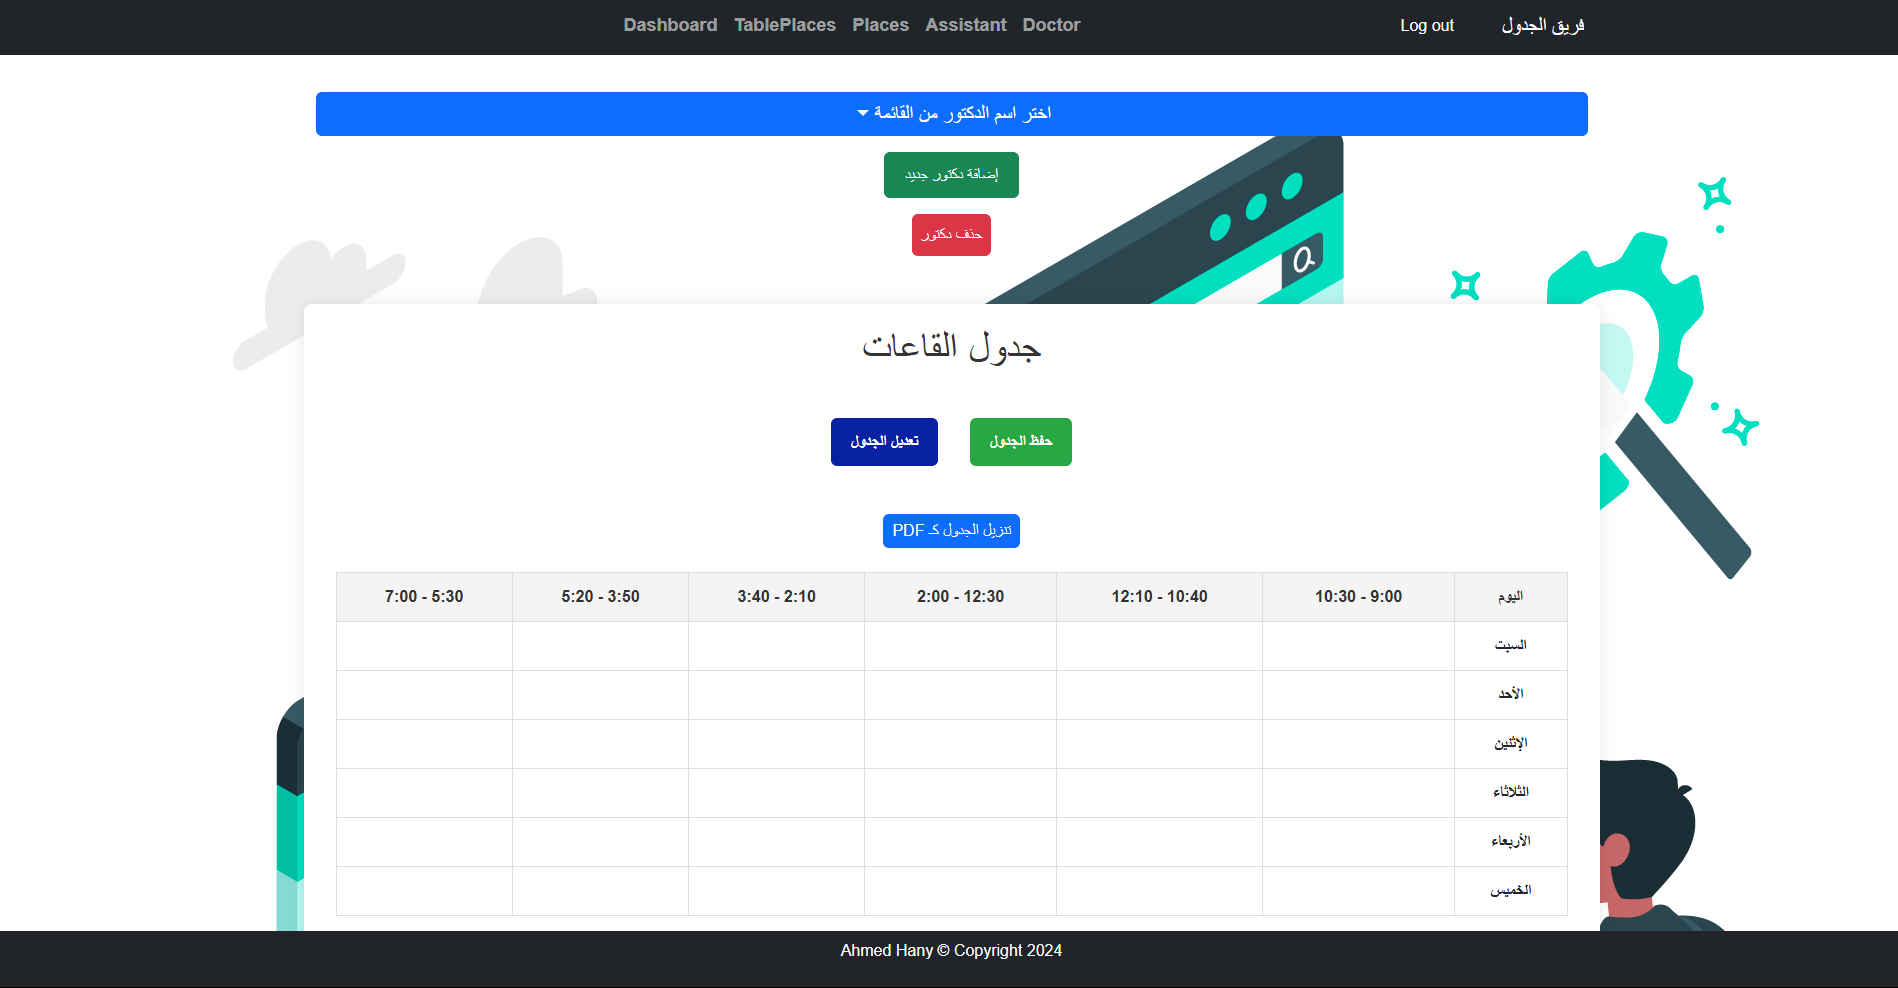 فريق الجدول Log out Doctor Assistant Places TablePlaces Dashboard
اختر اسم الدكتور من القائمة
إضافة دكتور جديد
حذف دكتور
جدول القاعات
حفظ الجدول تعديل الجدول
تنزيل الجدول كـ PDF
اليوم 9:00 - 10:30 10:40 - 12:10 12:30 - 2:00 2:10 - 3:40 3:50 - 5:20 5:30 - 7:00
السبت
الأحد
الإثنين
الثلاثاء
الأربعاء
الخميس
Ahmed Hany © Copyright 2024